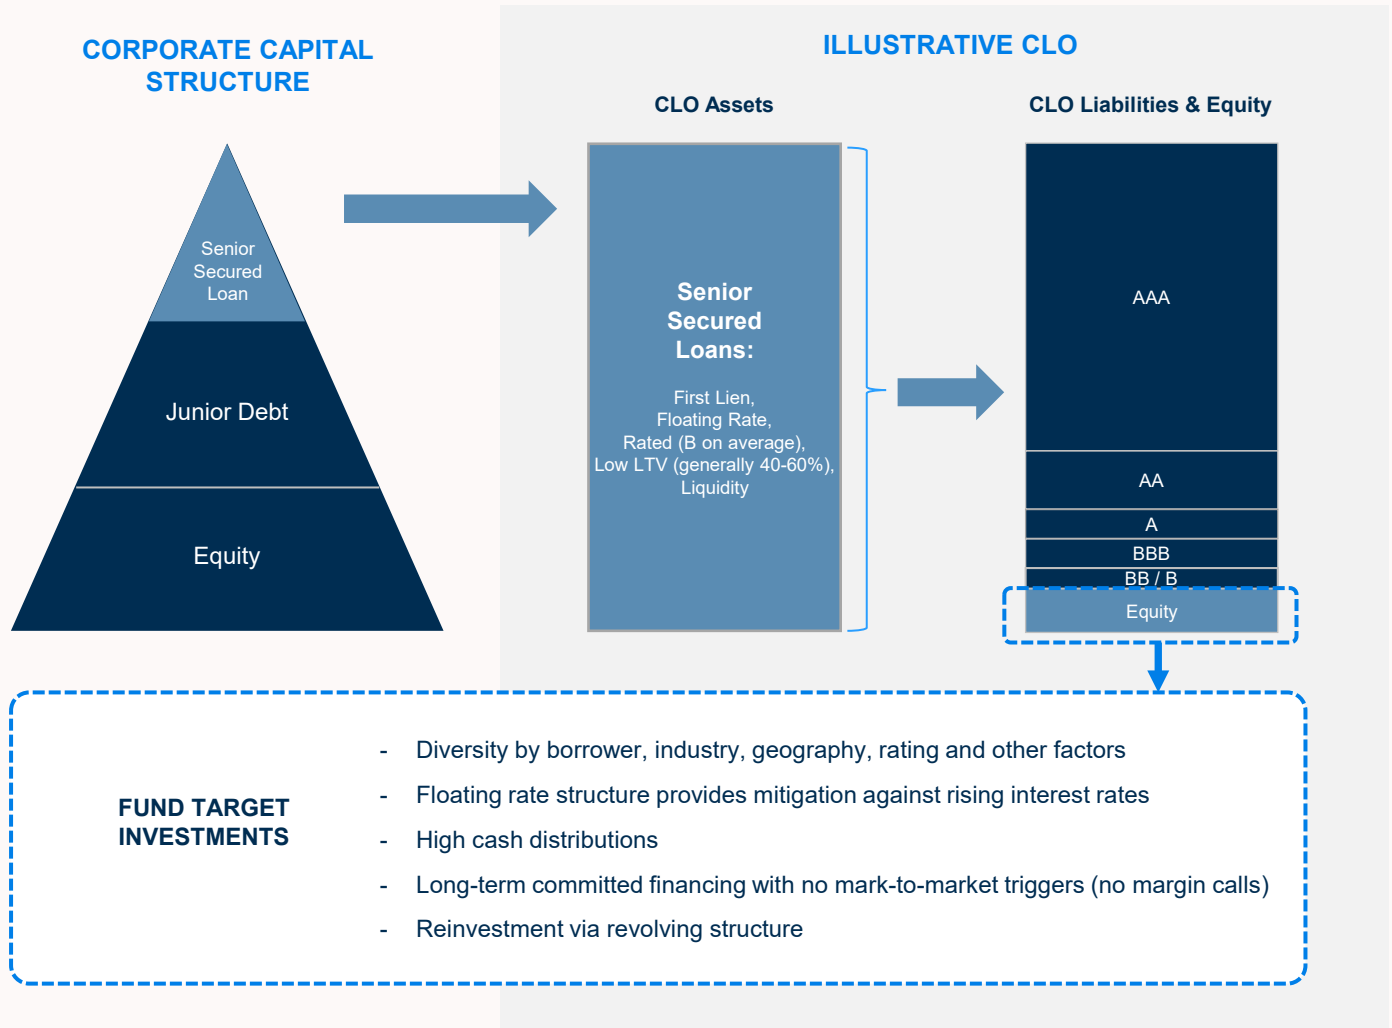 CORPORATE CAPITAL
STRUCTURE
ILLUSTRATIVE CLO
CLO Assets
CLO Liabilities & Equity
Senior
Secured
Loan
Junior Debt
Equity
Senior
Secured
Loans:
First Lien,
Floating Rate,
Rated (B on average),
Low LTV (generally 40-60%),
Liquidity
AAA
AA
A
BBB
BB / B
Equity
FUND TARGET
INVESTMENTS
- Diversity by borrower, industry, geography, rating and other factors
- Floating rate structure provides mitigation against rising interest rates
- High cash distributions
- Long-term committed financing with no mark-to-market triggers (no margin calls)
- Reinvestment via revolving structure